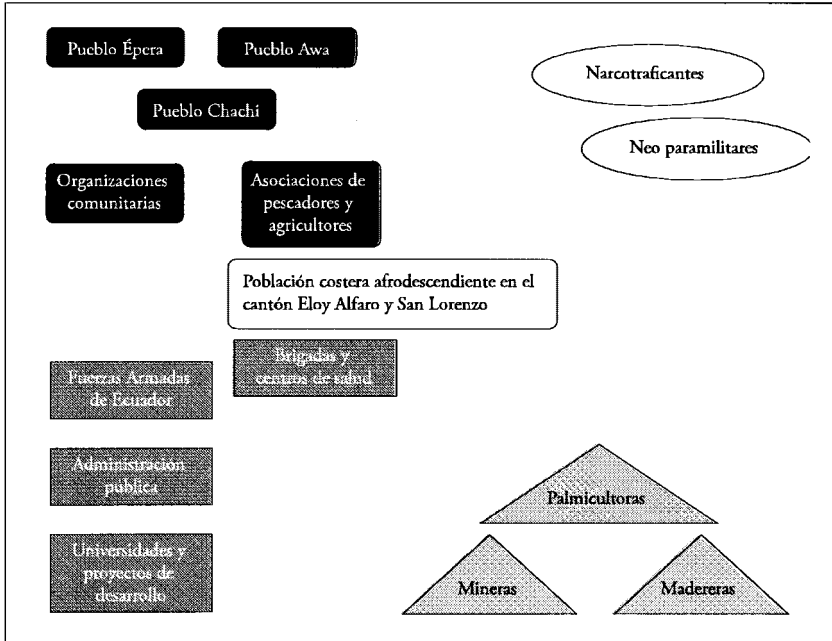 Pueblo Épera
Pueblo Awa
Narcotraficantes
Pueblo Chachi
Neo paramilitares
Organizaciones
comunitarias
Asociaciones de
pescadores y
agricultores
Población costera afrodescendiente en el
cantón Eloy Alfaro y San Lorenzo
Brigadas y
centros de salud
Fuerzas Armadas
de Ecuador
Administración
pública
Palmicultoras
Universidades y
proyectos de
desarrollo
Mineras
Madereras